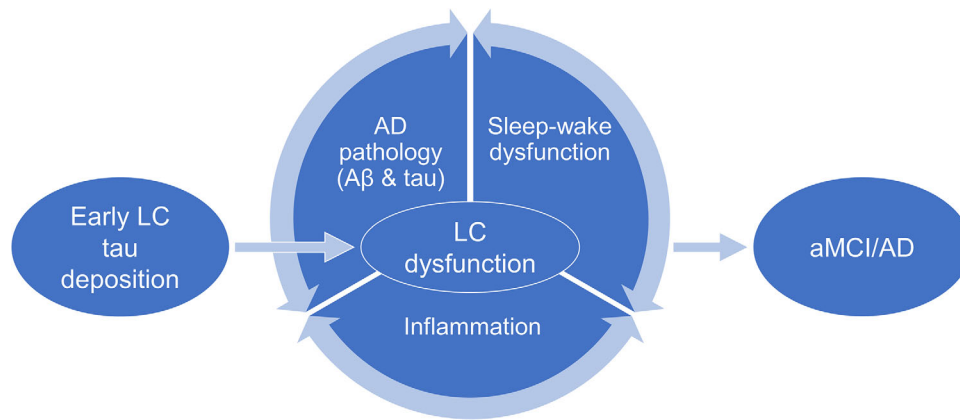 Early LC
tau
deposition
AD
pathology
(Aβ & tau)
Sleep-wake
dysfunction
LC
dysfunction
Inflammation
aMCI/AD